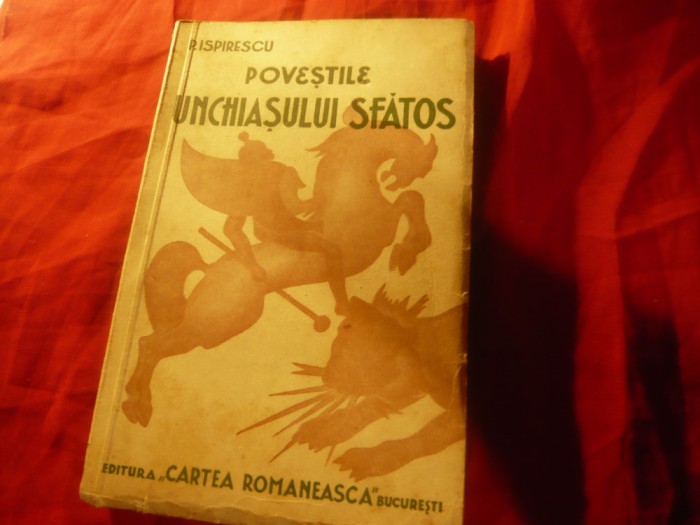 P. ISPIRESCU
POVEȘTILE
UNCHIAȘULUI SFĂTOS
EDITURA „CARTEA ROMANEASCA" BUCUREȘTI